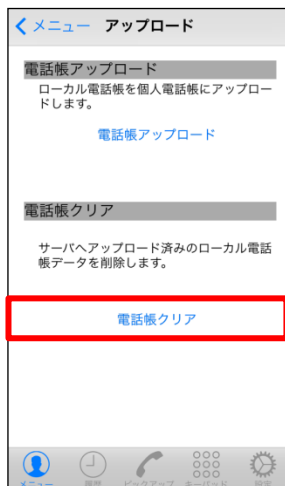 メニュー アップロード
電話帳アップロード
ローカル電話帳を個人電話帳にアップロー
ドします。
電話帳アップロード
電話帳クリア
サーバへアップロード済みのローカル電話
帳データを削除します。
電話帳クリア
メニュー 履歴 ピックアップ キーパッド 設定